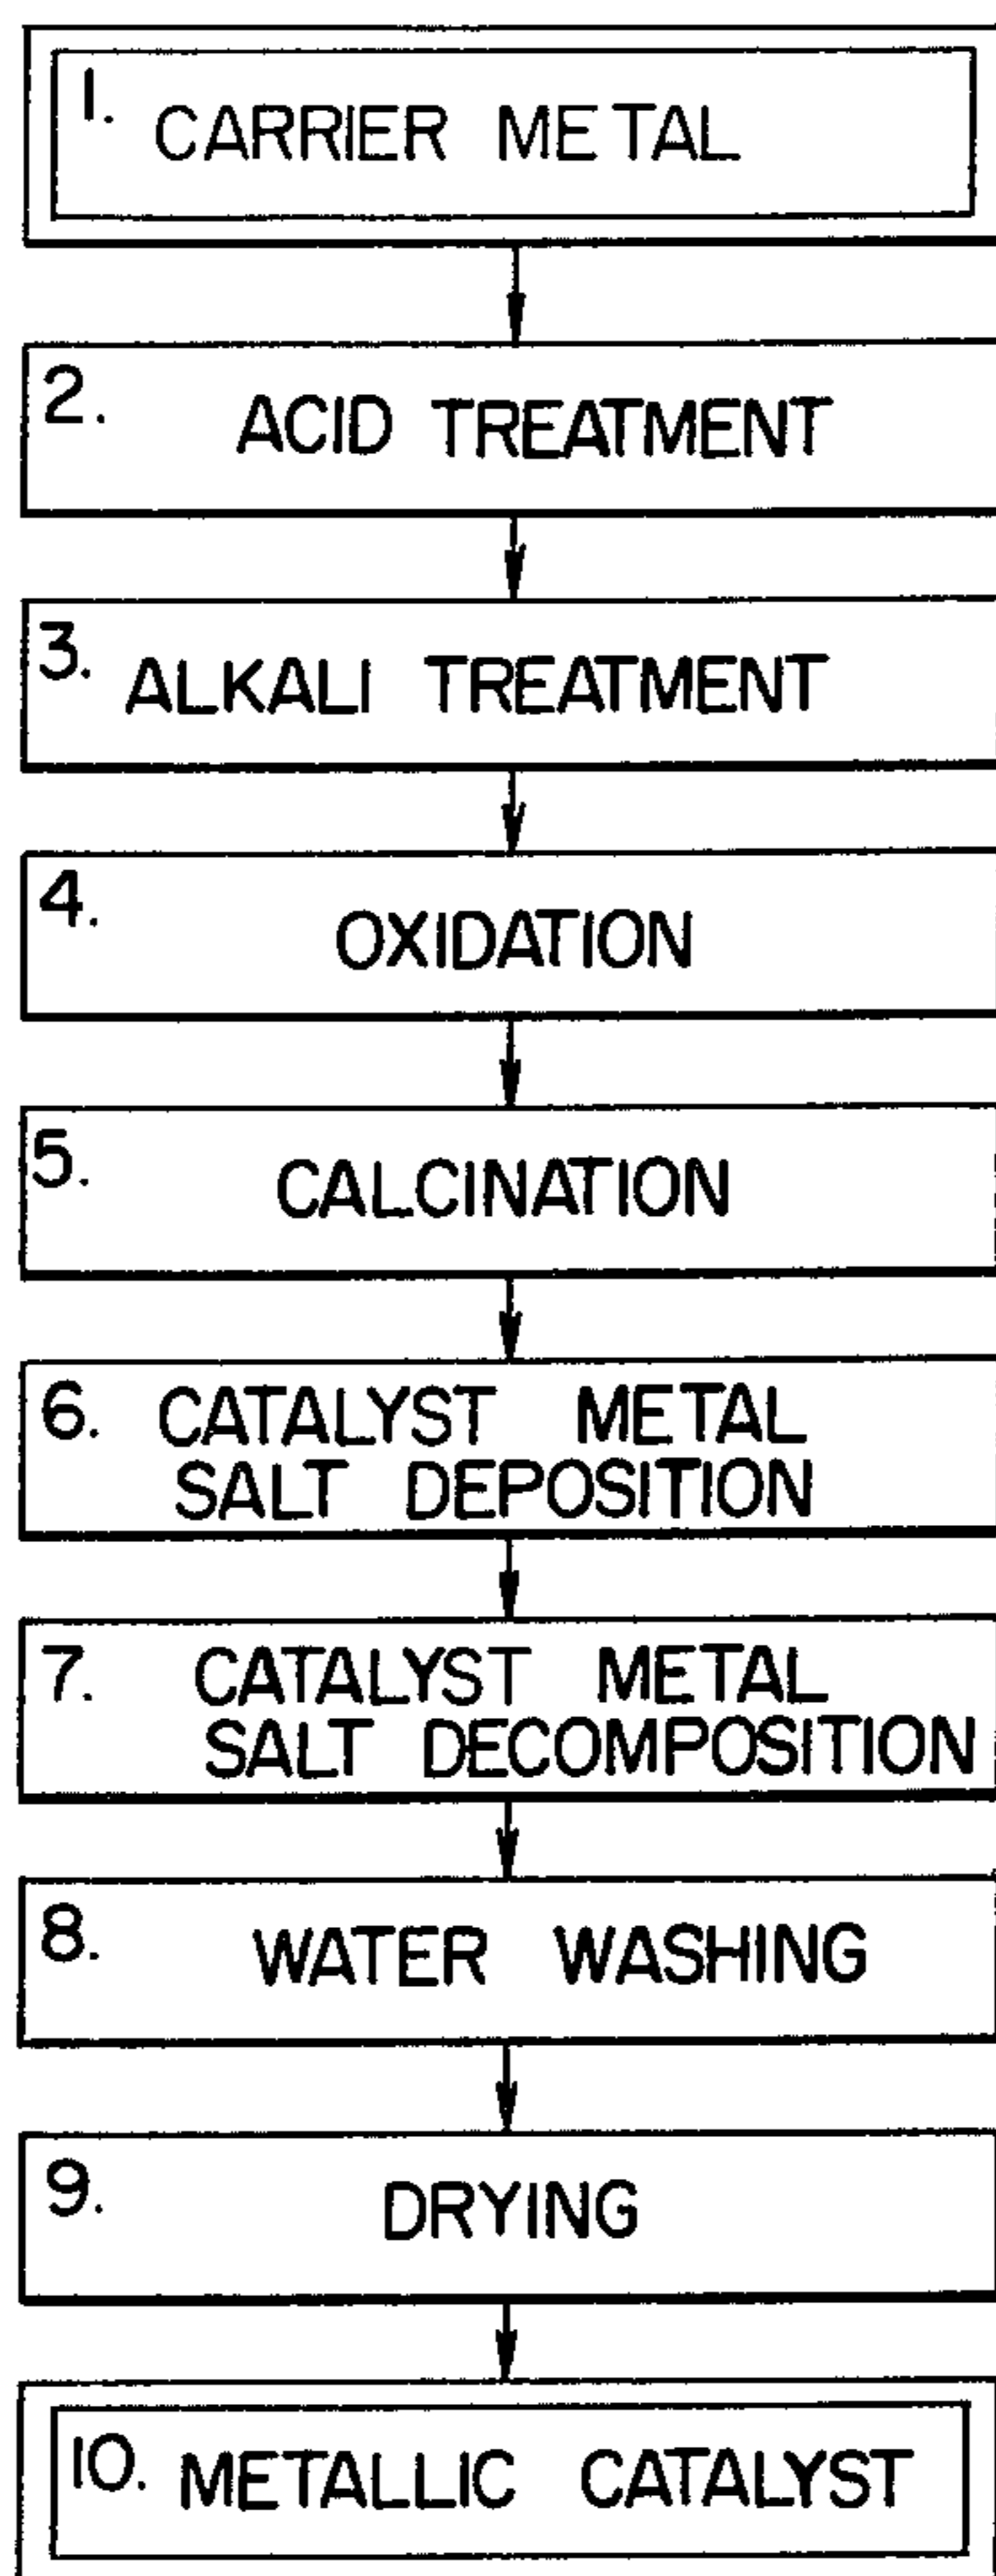 1. CARRIER METAL
2. ACID TREATMENT
3. ALKALI TREATMENT
4. OXIDATION
5. CALCINATION
6. CATALYST METAL
SALT DEPOSITION
7. CATALYST METAL
SALT DECOMPOSITION
8. WATER WASHING
9. DRYING
10. METALLIC CATALYST